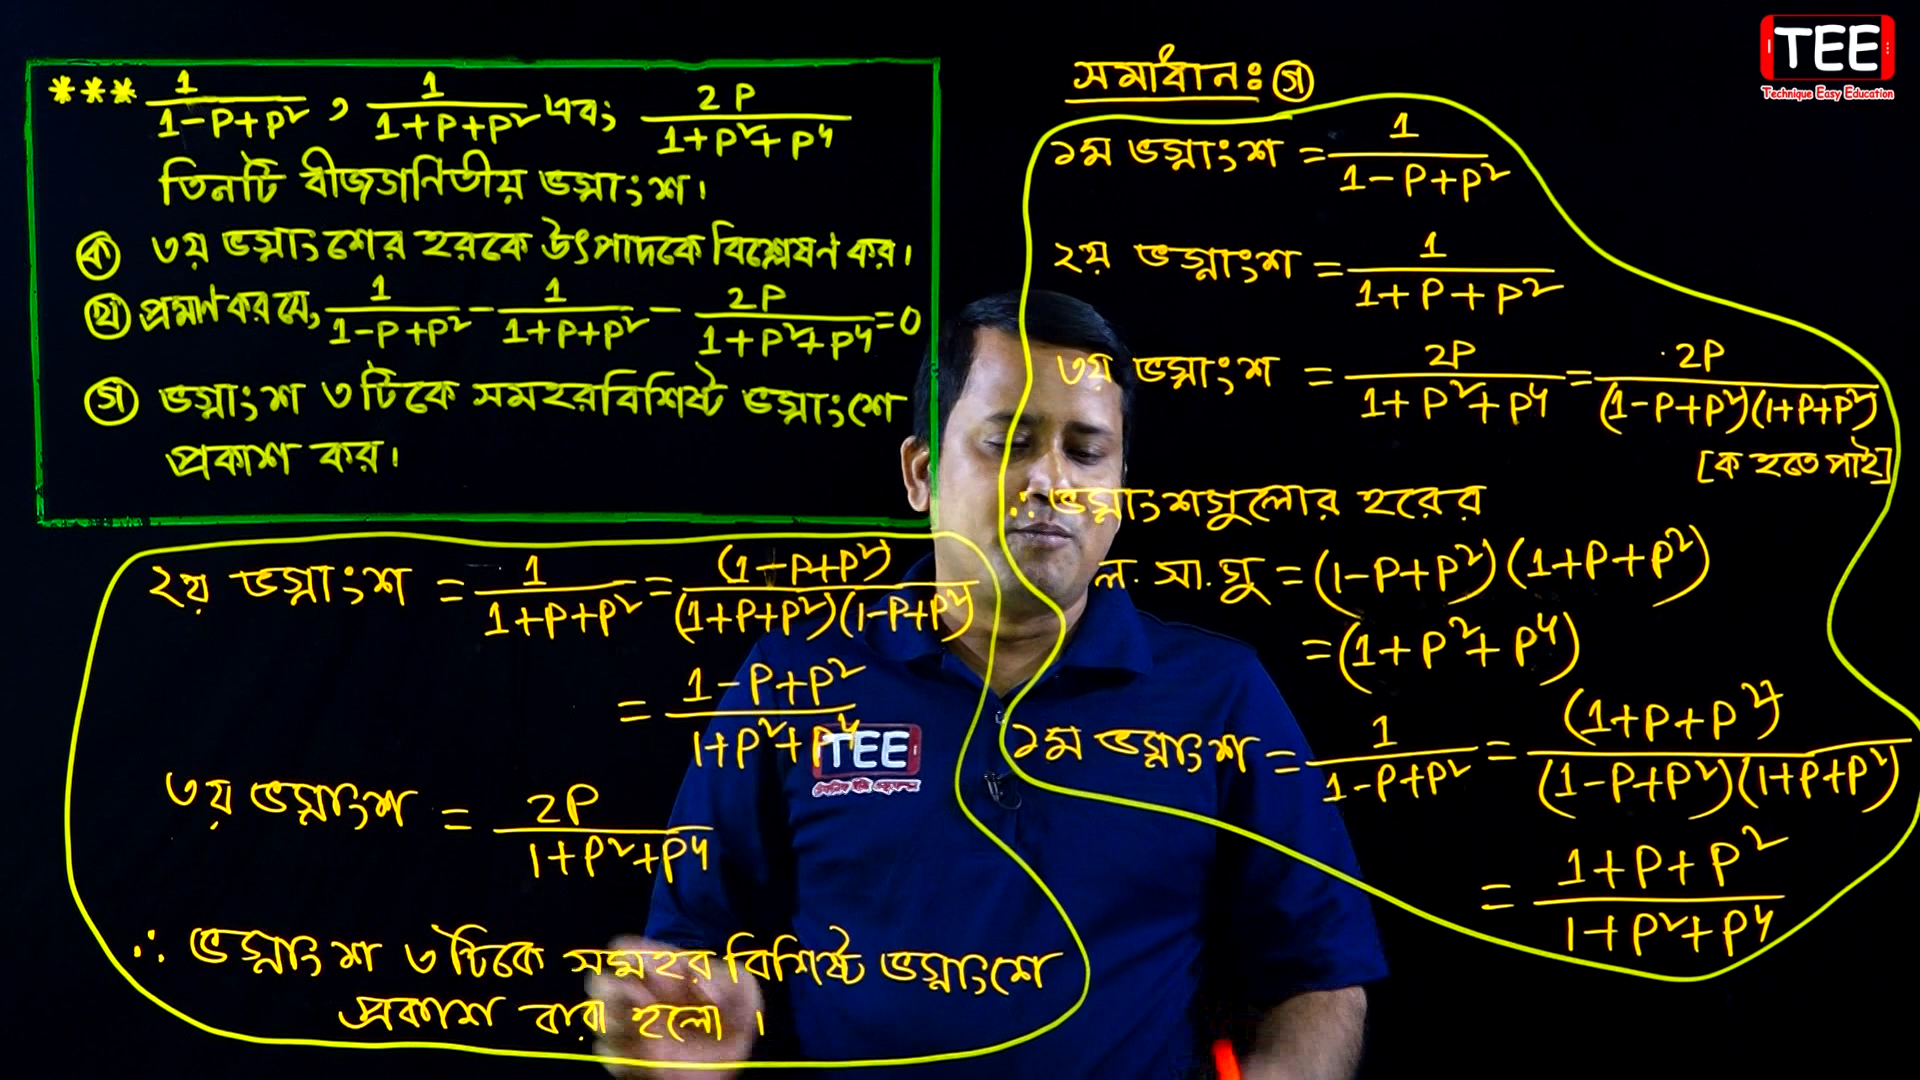 TEE
Technique Easy Education
*** 1/(1-P+P²) , 1/(1+P+P²) এবং 2P/(1+P²+P⁴)
তিনটি বীজগণিতীয় ভগ্নাংশ।
ক ৩য় ভগ্নাংশের হরকে উৎপাদকে বিশ্লেষণ কর।
খ প্রমাণ কর যে, 1/(1-P+P²) - 1/(1+P+P²) - 2P/(1+P²+P⁴) = 0
গ ভগ্নাংশ ৩টিকে সমহরবিশিষ্ট ভগ্নাংশে
প্রকাশ কর।
সমাধানঃ গ
১ম ভগ্নাংশ = 1/(1-P+P²)
২য় ভগ্নাংশ = 1/(1+P+P²)
৩য় ভগ্নাংশ = 2P/(1+P²+P⁴) = 2P/((1-P+P²)(1+P+P²))
[ক হতে পাই]
∴ ভগ্নাংশগুলোর হরের
ল. সা. গু = (1-P+P²)(1+P+P²)
= (1+P²+P⁴)
১ম ভগ্নাংশ = 1/(1-P+P²) = (1+P+P²)/((1-P+P²)(1+P+P²))
= (1+P+P²)/(1+P²+P⁴)
২য় ভগ্নাংশ = 1/(1+P+P²) = (1-P+P²)/((1+P+P²)(1-P+P²))
= (1-P+P²)/(1+P²+P⁴)
৩য় ভগ্নাংশ = 2P/(1+P²+P⁴)
∴ ভগ্নাংশ ৩টিকে সমহর বিশিষ্ট ভগ্নাংশে
প্রকাশ করা হলো।
TEE